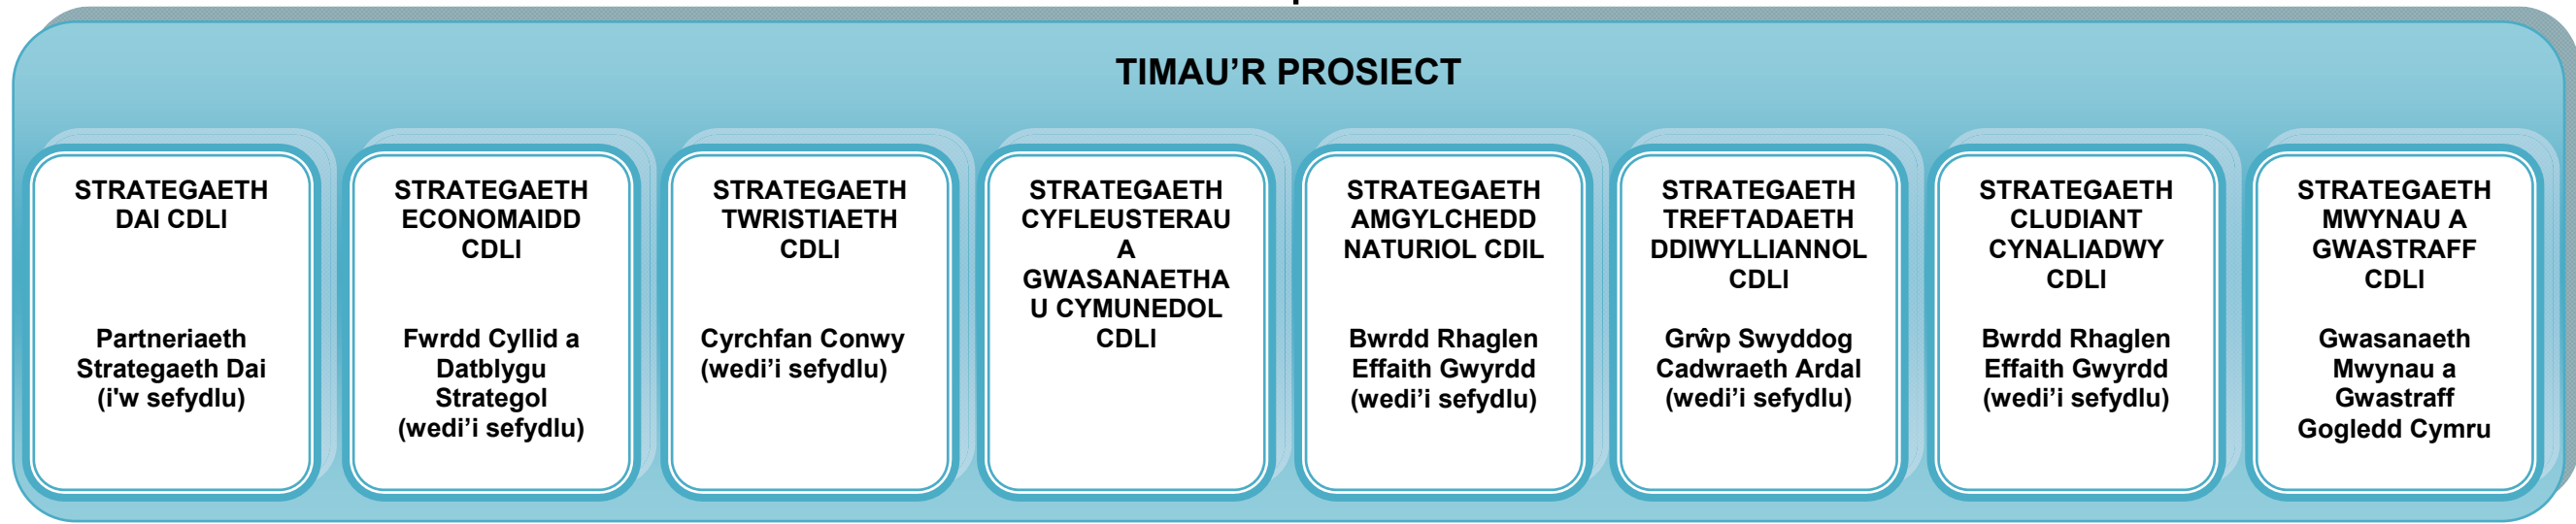 TIMAU'R PROSIECT
STRATEGAETH
DAI CDLI
Partneriaeth
Strategaeth Dai
(i'w sefydlu)
STRATEGAETH
ECONOMAIDD
CDLI
Fwrdd Cyllid a
Datblygu
Strategol
(wedi’i sefydlu)
STRATEGAETH
TWRISTIAETH
CDLI
Cyrchfan Conwy
(wedi’i sefydlu)
STRATEGAETH
CYFLEUSTERAU
A
GWASANAETHA
U CYMUNEDOL
CDLI
STRATEGAETH
AMGYLCHEDD
NATURIOL CDIL
Bwrdd Rhaglen
Effaith Gwyrdd
(wedi’i sefydlu)
STRATEGAETH
TREFTADAETH
DDIWYLLIANNOL
CDLI
Grŵp Swyddog
Cadwraeth Ardal
(wedi’i sefydlu)
STRATEGAETH
CLUDIANT
CYNALIADWY
CDLI
Bwrdd Rhaglen
Effaith Gwyrdd
(wedi’i sefydlu)
STRATEGAETH
MWYNAU A
GWASTRAFF
CDLI
Gwasanaeth
Mwynau a
Gwastraff
Gogledd Cymru